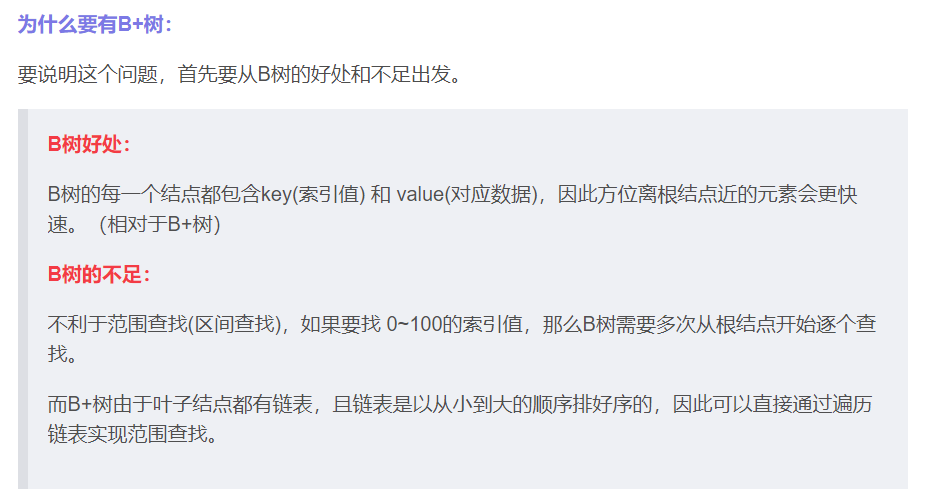 为什么要有B+树：
要说明这个问题，首先要从B树的好处和不足出发。
B树好处：
B树的每一个结点都包含key(索引值) 和 value(对应数据)，因此方位离根结点近的元素会更快
速。（相对于B+树）
B树的不足：
不利于范围查找(区间查找)，如果要找 0~100的索引值，那么B树需要多次从根结点开始逐个查
找。
而B+树由于叶子结点都有链表，且链表是以从小到大的顺序排好序的，因此可以直接通过遍历
链表实现范围查找。